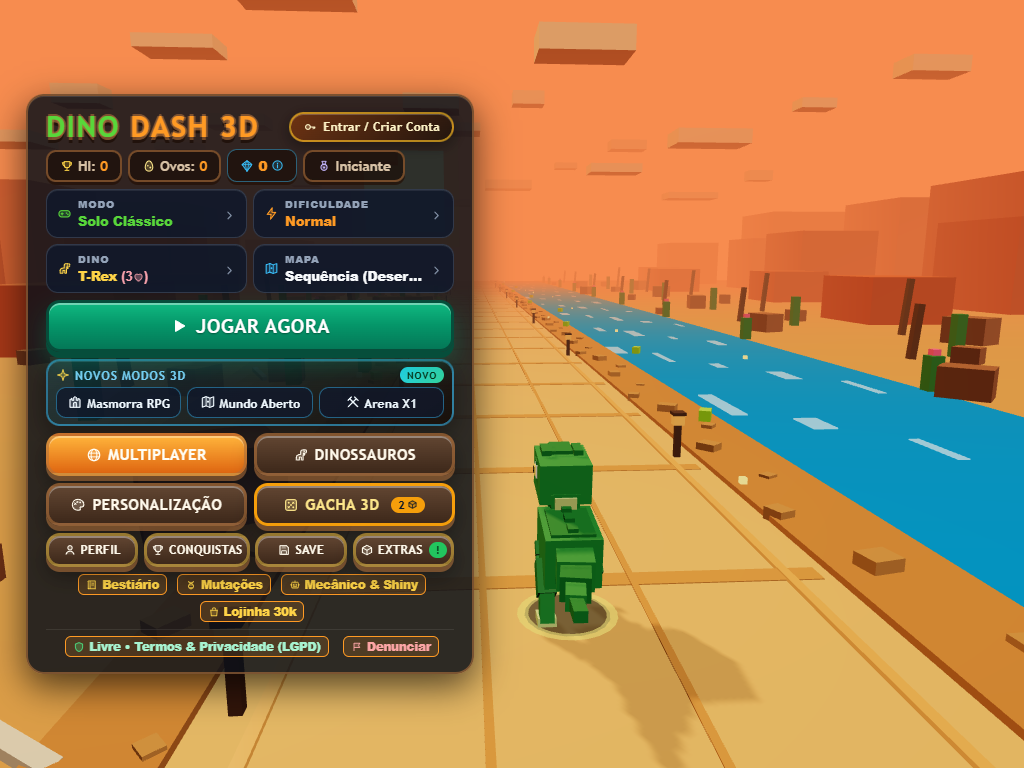 DINO DASH 3D
Entrar / Criar Conta
HI: 0
Ovos: 0
0
Iniciante
MODO
Solo Clássico
DIFICULDADE
Normal
DINO
T-Rex (3)
MAPA
Sequência (Deser...
JOGAR AGORA
NOVOS MODOS 3D
NOVO
Masmorra RPG
Mundo Aberto
Arena X1
MULTIPLAYER
DINOSSAUROS
PERSONALIZAÇÃO
GACHA 3D 2
PERFIL
CONQUISTAS
SAVE
EXTRAS !
Bestiário
Mutações
Mecânico & Shiny
Lojinha 30k
Livre • Termos & Privacidade (LGPD)
Denunciar